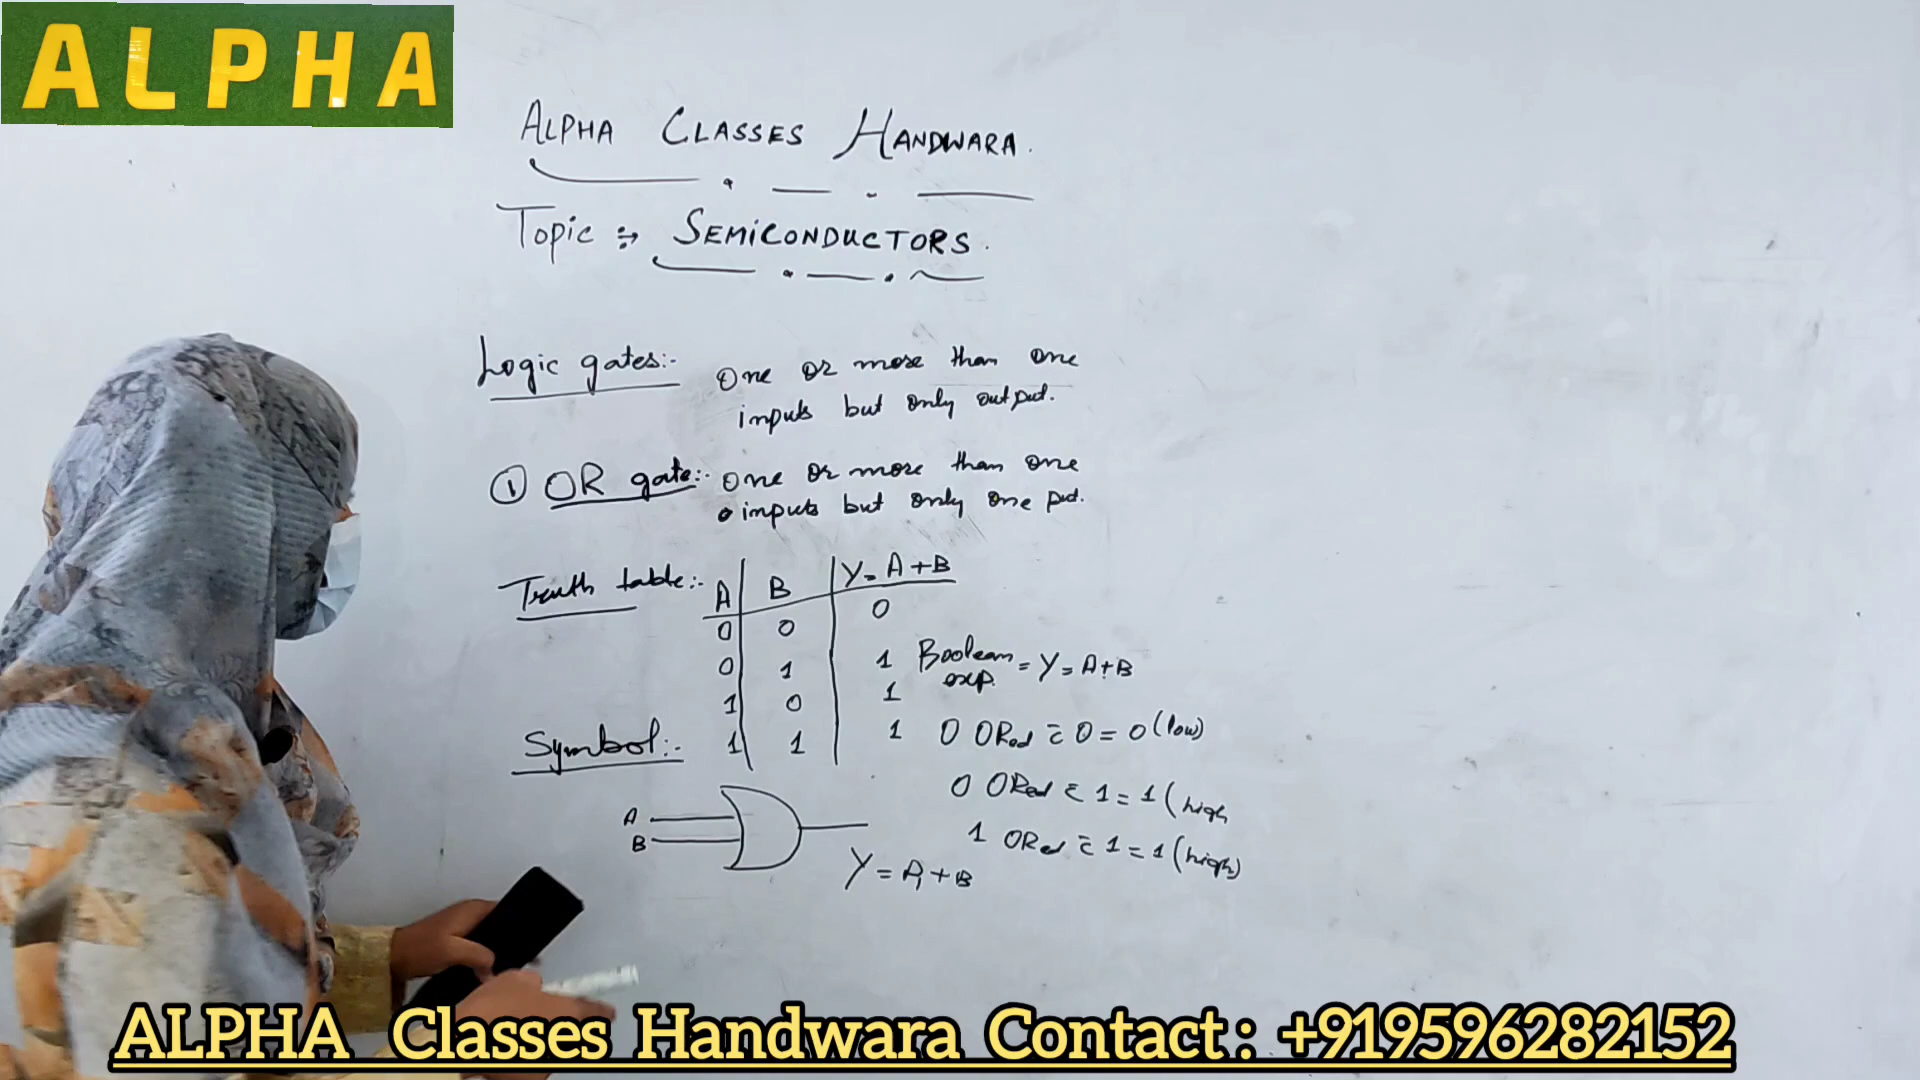 ALPHA
ALPHA CLASSES HANDWARA.
Topic :→ SEMICONDUCTORS.
Logic gates:- One or more than one
inputs but only output.
① OR gate:- One or more than one
inputs but only one put.
Truth table:- A B Y = A + B
0 0 0
0 1 1
1 0 1
1 1 1
Boolean exp. = Y = A + B
0 ORed c̄ 0 = 0 (low)
0 ORed c̄ 1 = 1 (high
1 ORed c̄ 1 = 1 (high)
Symbol:-
A
B
Y = A + B
ALPHA Classes Handwara Contact : +919596282152